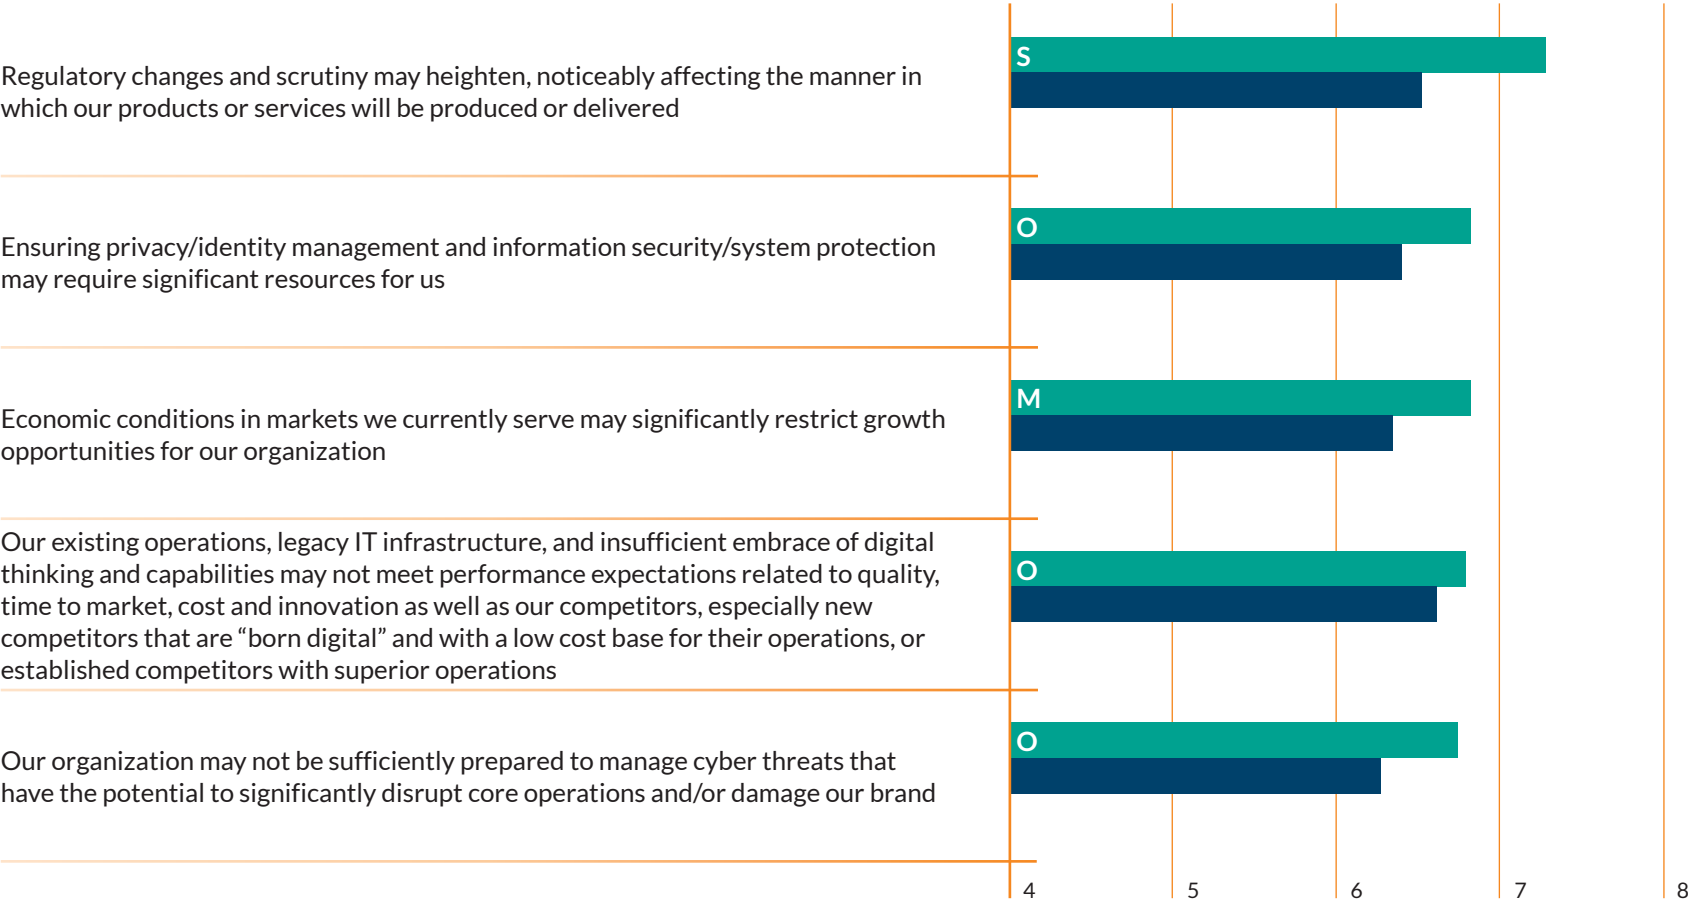 Regulatory changes and scrutiny may heighten, noticeably affecting the manner in
which our products or services will be produced or delivered
S
Ensuring privacy/identity management and information security/system protection
may require significant resources for us
O
Economic conditions in markets we currently serve may significantly restrict growth
opportunities for our organization
M
Our existing operations, legacy IT infrastructure, and insufficient embrace of digital
thinking and capabilities may not meet performance expectations related to quality,
time to market, cost and innovation as well as our competitors, especially new
competitors that are “born digital” and with a low cost base for their operations, or
established competitors with superior operations
O
Our organization may not be sufficiently prepared to manage cyber threats that
have the potential to significantly disrupt core operations and/or damage our brand
O
4 5 6 7 8